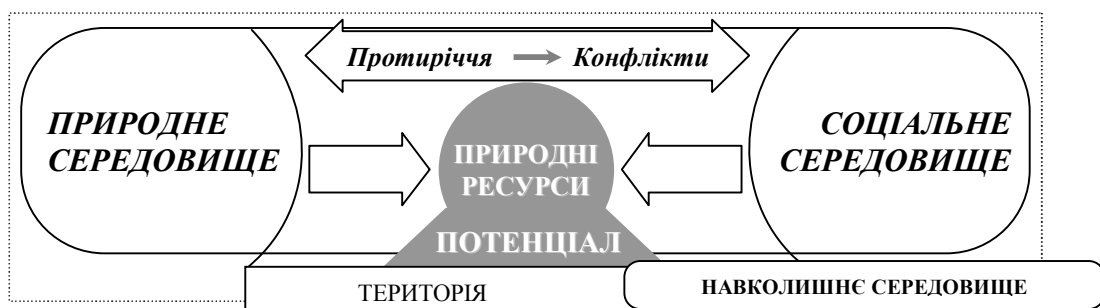 Протиріччя Конфлікти
ПРИРОДНЕ
СЕРЕДОВИЩЕ
ПРИРОДНІ
РЕСУРСИ
ПОТЕНЦІАЛ
СОЦІАЛЬНЕ
СЕРЕДОВИЩЕ
ТЕРИТОРІЯ
НАВКОЛИШНЄ СЕРЕДОВИЩЕ